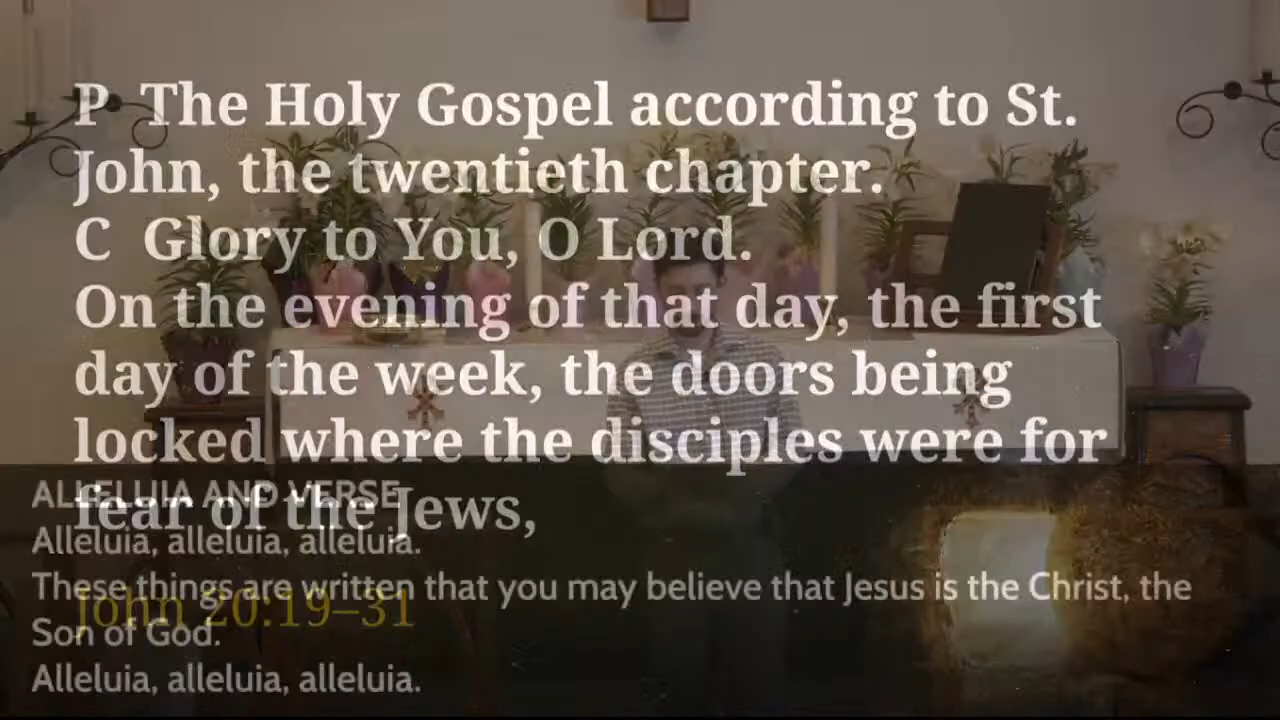 P The Holy Gospel according to St.
John, the twentieth chapter.
C Glory to You, O Lord.
On the evening of that day, the first
day of the week, the doors being
locked where the disciples were for
fear of the Jews,
John 20:19–31
ALLELUIA AND VERSE
Alleluia, alleluia, alleluia.
These things are written that you may believe that Jesus is the Christ, the
Son of God.
Alleluia, alleluia, alleluia.